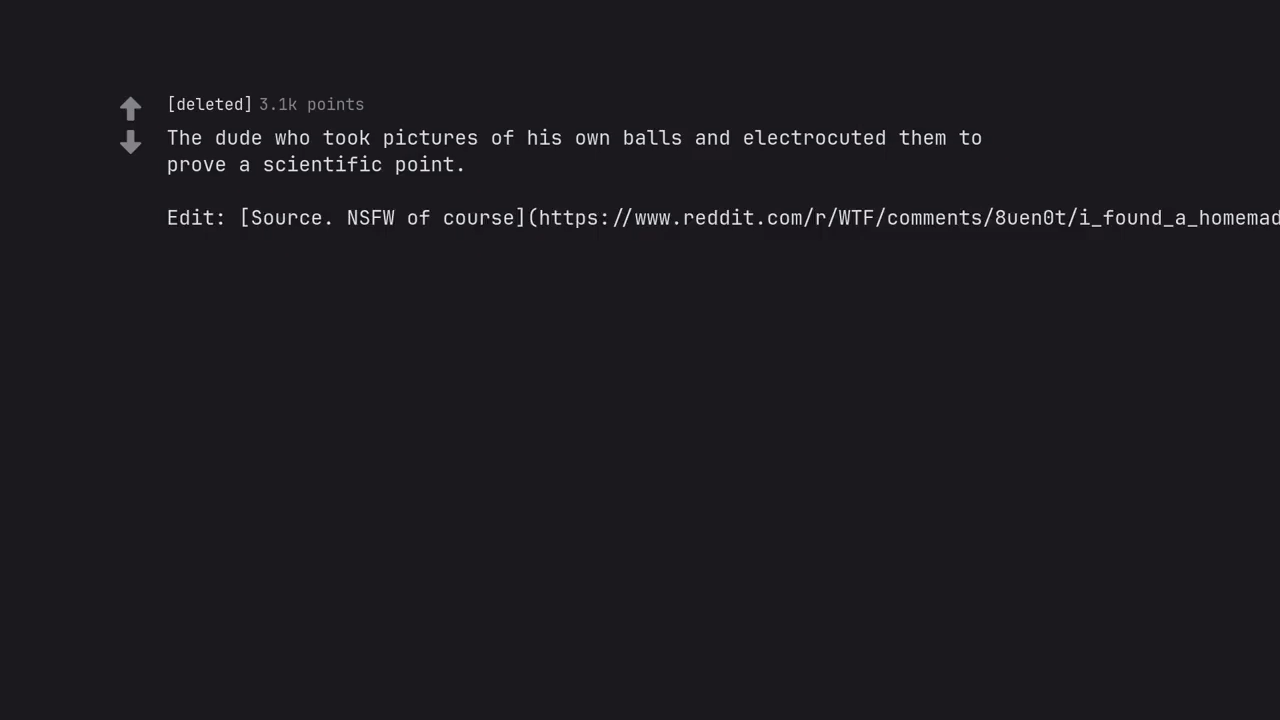 [deleted] 3.1k points
The dude who took pictures of his own balls and electrocuted them to
prove a scientific point.
Edit: [Source. NSFW of course](https://www.reddit.com/r/WTF/comments/8uen0t/i_found_a_homemad